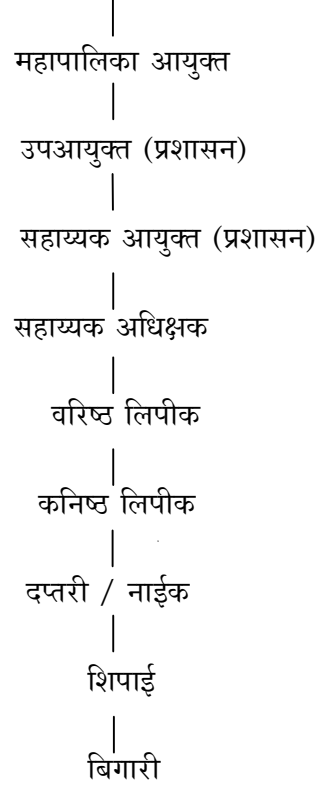 महापालिका आयुक्त
उपआयुक्त (प्रशासन)
सहाय्यक आयुक्त (प्रशासन)
सहाय्यक अधिक्षक
वरिष्ठ लिपीक
कनिष्ठ लिपीक
दप्तरी / नाईक
शिपाई
बिगारी